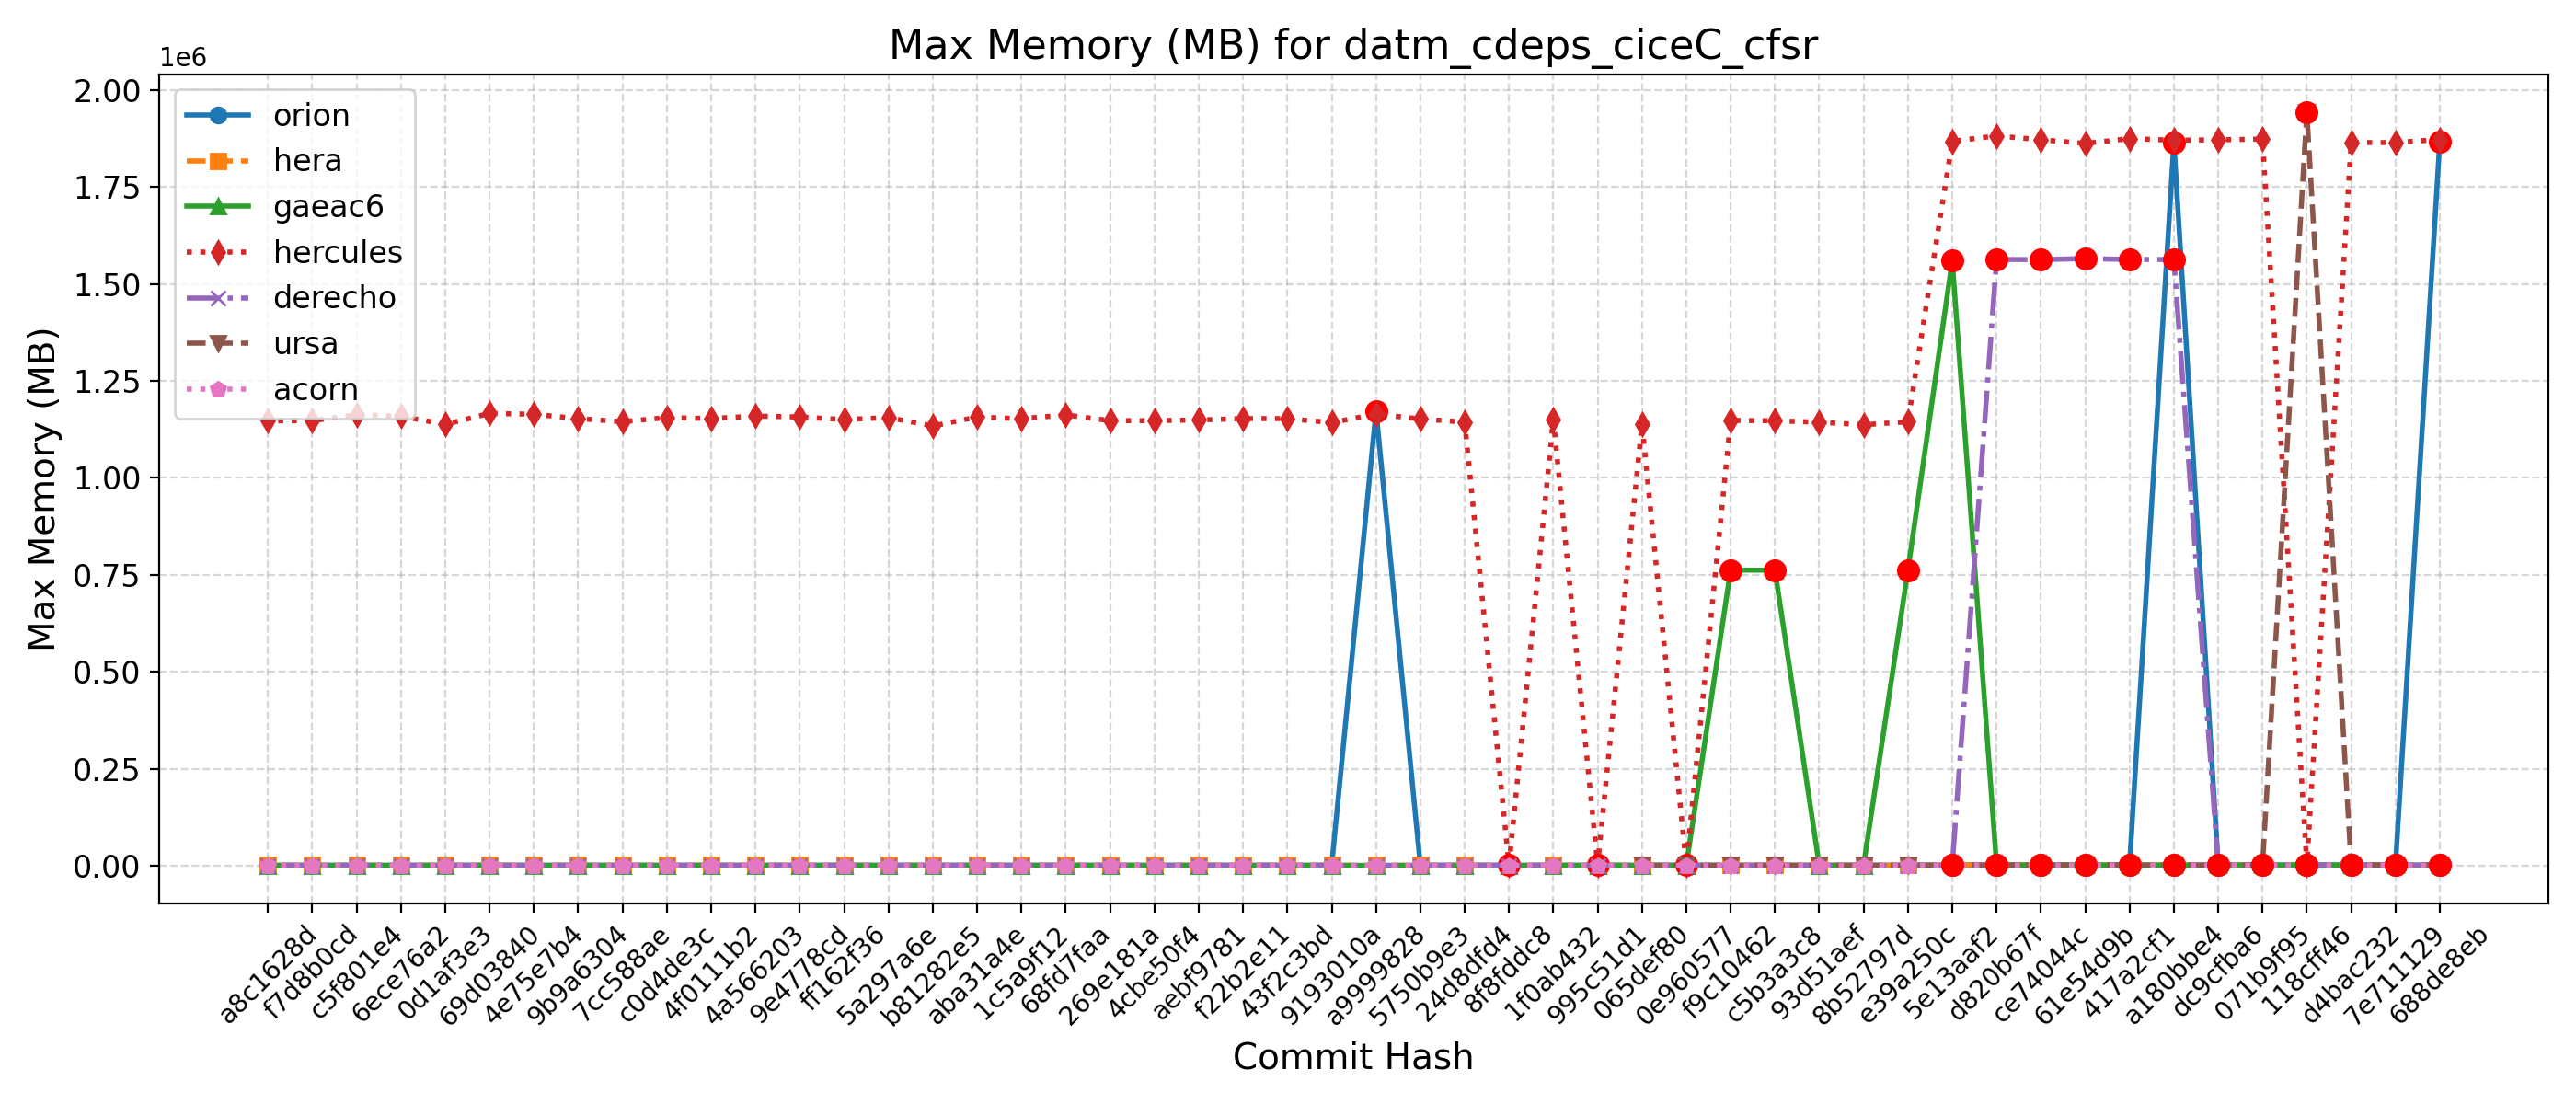 Max Memory (MB) for datm_cdeps_ciceC_cfsr
1e6
2.00
1.75
1.50
1.25
1.00
0.75
0.50
0.25
0.00
Max Memory (MB)
orion
hera
gaeac6
hercules
derecho
ursa
acorn
a8c1628d
f7d8b0cd
c5f801e4
6ece76a2
0d1af3e3
69d03840
4e75e7b4
9b9a6304
7cc588ae
c0d4de3c
4f0111b2
4a566203
9e4778cd
ff162f36
5a297a6e
b81282e5
aba31a4e
1c5a9f12
68fd7faa
269e181a
4cbe50f4
aebf9781
f22b2e11
43f2c3bd
9193010a
a9999828
5750b9e3
24d8dfd4
8f8fddc8
1f0ab432
995c51d1
065def80
0e960577
f9c10462
c5b3a3c8
93d51aef
8b52797d
e39a250c
5e13aaf2
d820b67f
ce74044c
61e54d9b
417a2cf1
a180bbe4
dc9cfba6
071b9f95
118cff46
d4bac232
7e711129
688de8eb
Commit Hash